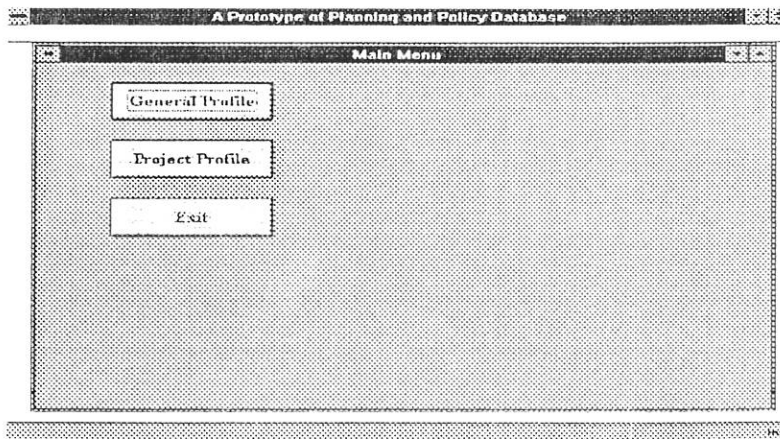 A Prototype of Planning and Policy Database
Main Menu
General Profile
Project Profile
Exit